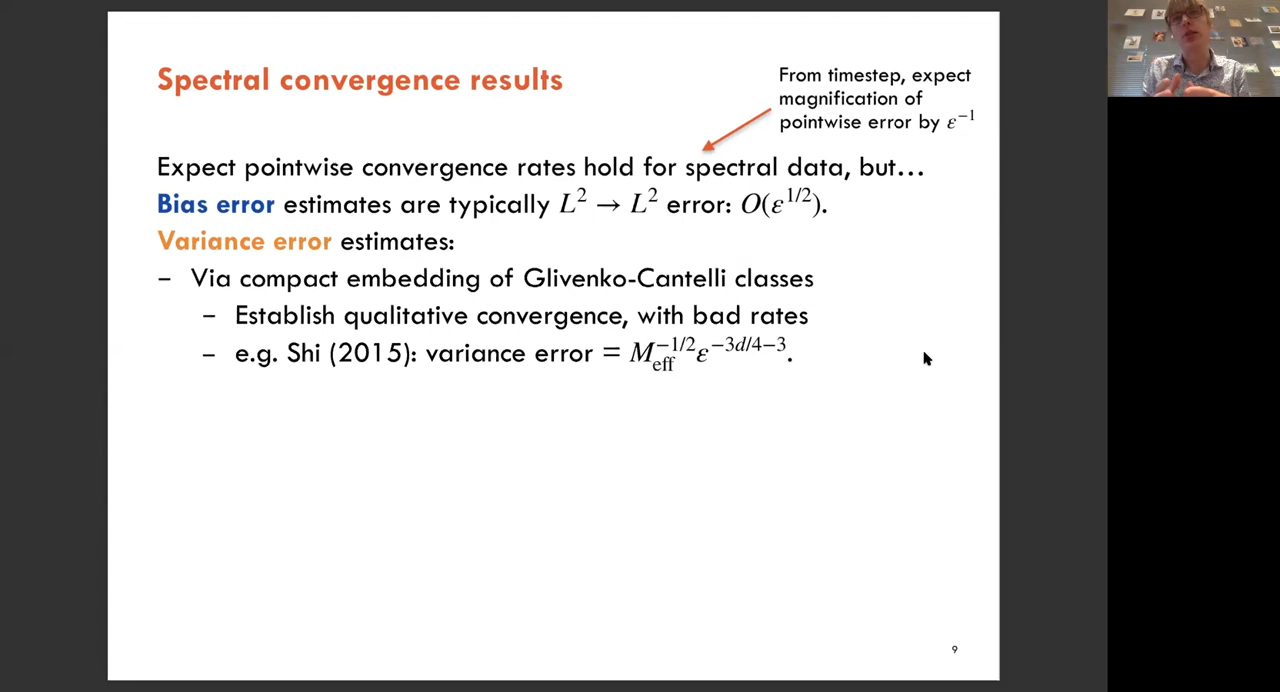 Spectral convergence results
From timestep, expect
magnification of
pointwise error by ε⁻¹
Expect pointwise convergence rates hold for spectral data, but…
Bias error estimates are typically L² → L² error: O(ε^{1/2}).
Variance error estimates:
– Via compact embedding of Glivenko-Cantelli classes
– Establish qualitative convergence, with bad rates
– e.g. Shi (2015): variance error = M_{eff}^{−1/2} ε^{−3d/4−3}.
9